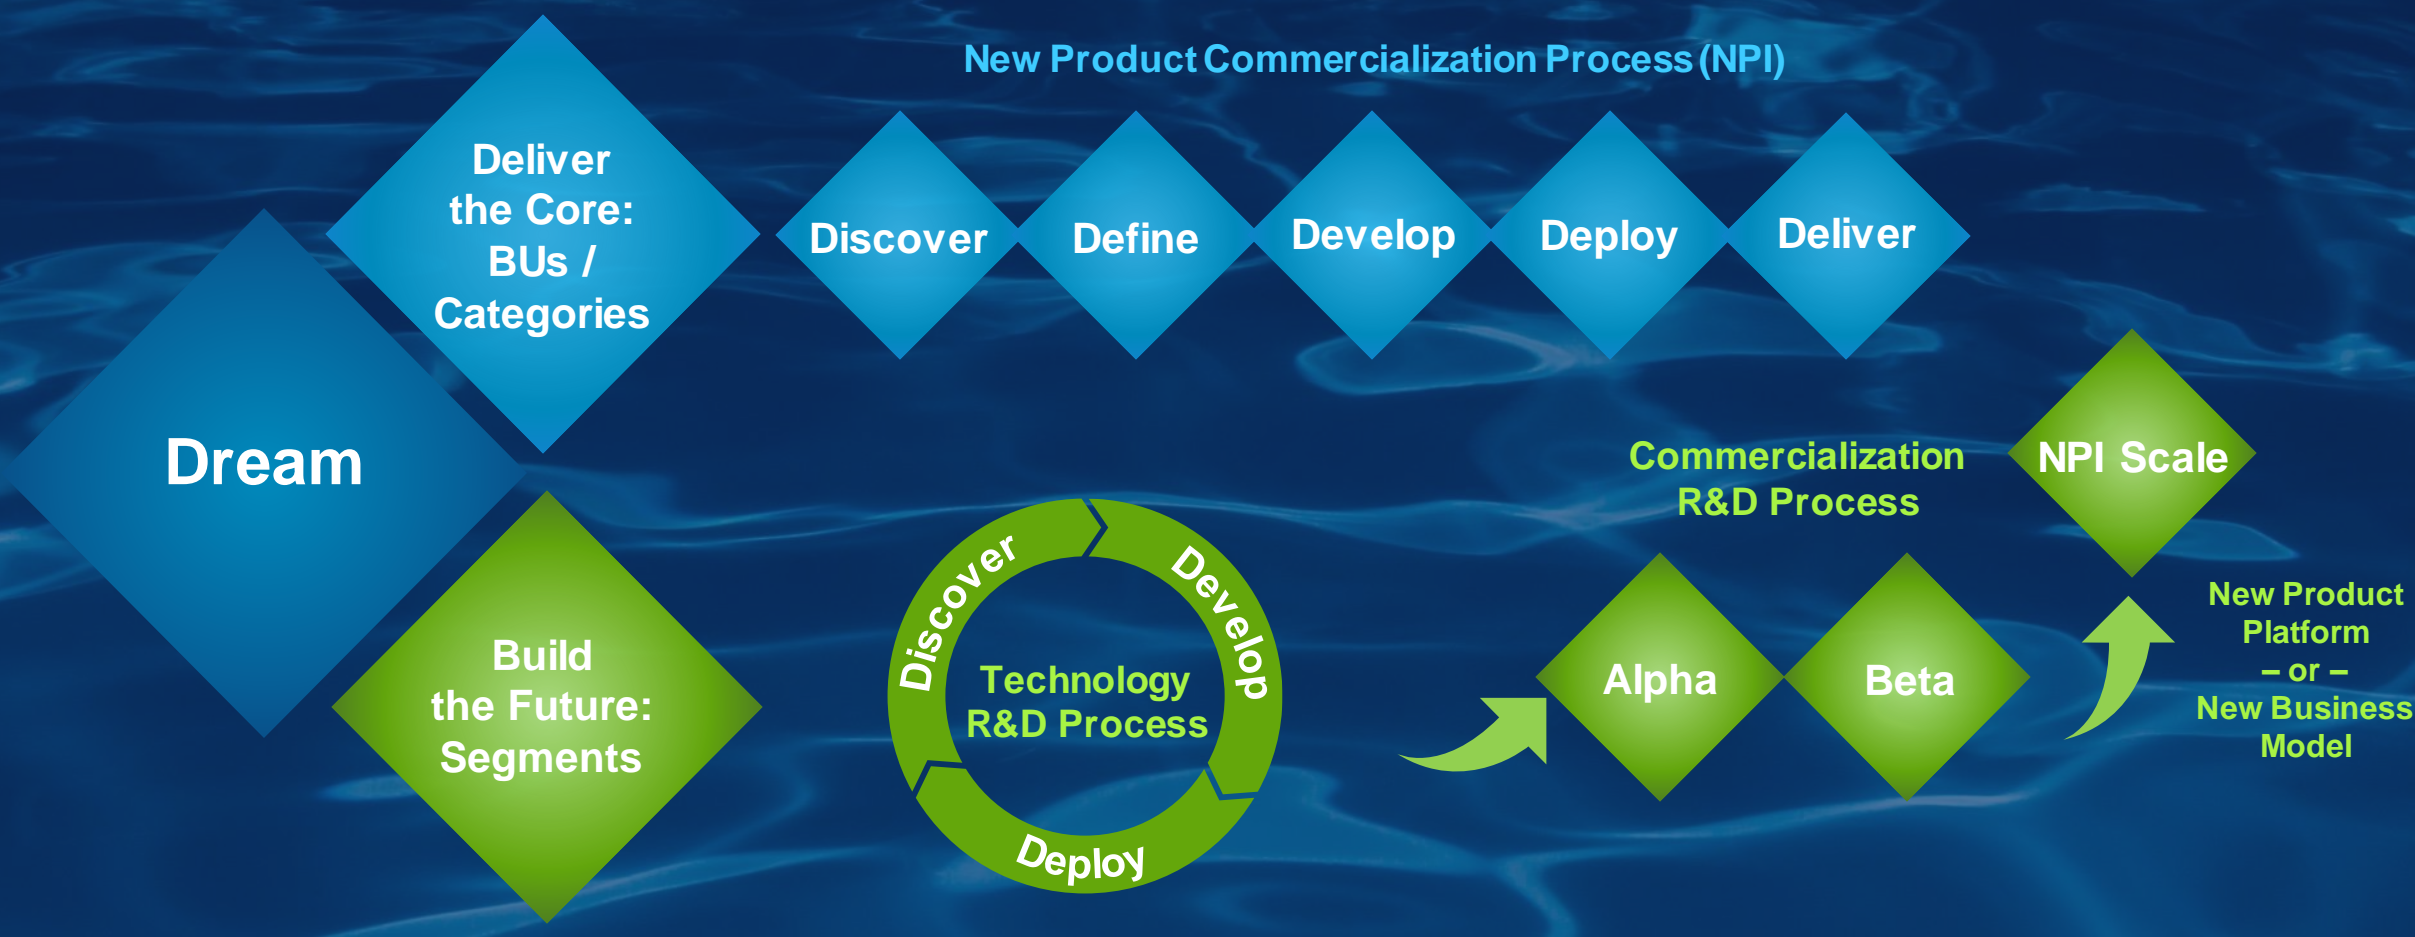 New Product Commercialization Process (NPI)
Dream
Deliver
the Core:
BUs /
Categories
Discover
Define
Develop
Deploy
Deliver
Build
the Future:
Segments
Discover
Develop
Deploy
Technology
R&D Process
Commercialization
R&D Process
Alpha
Beta
NPI Scale
New Product
Platform
– or –
New Business
Model